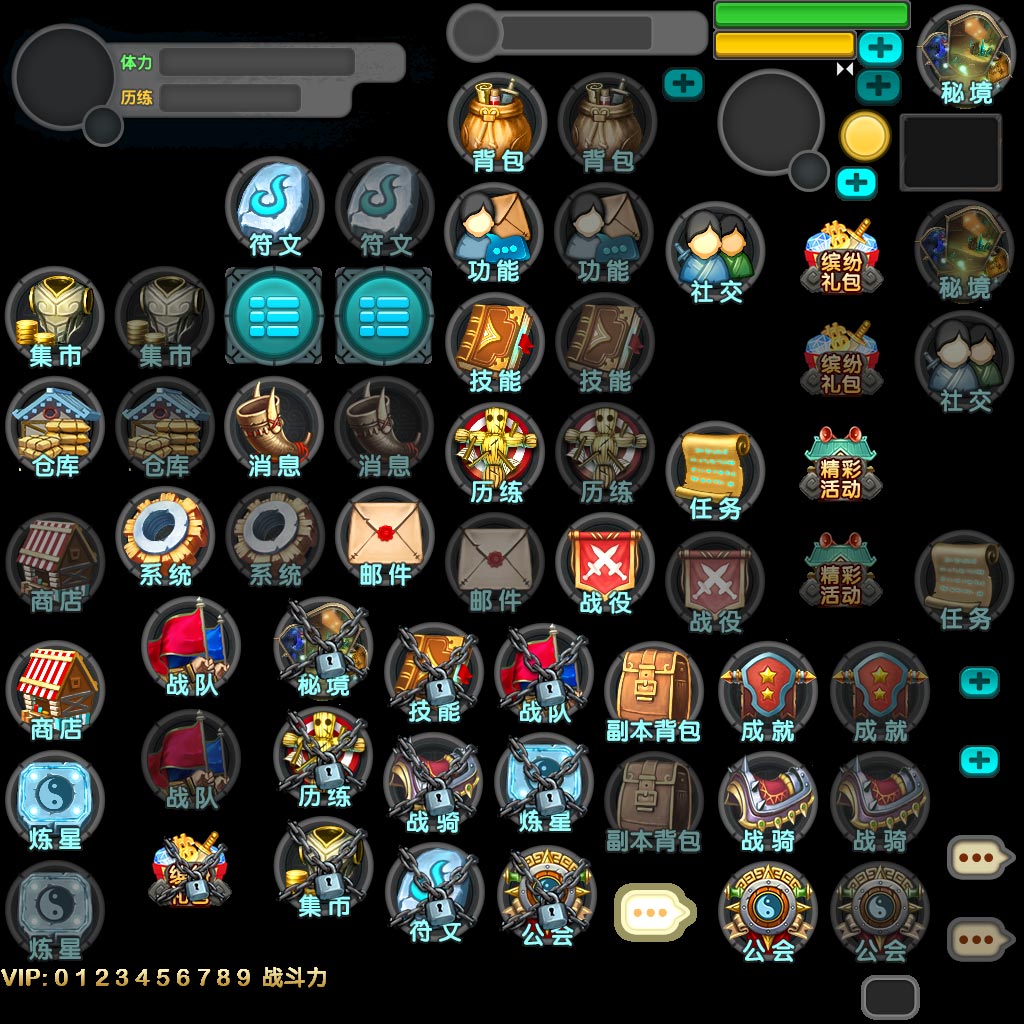 体力
历练
秘境
背包
背包
符文
符文
功能
功能
社交
缤纷
礼包
秘境
集市
集市
技能
技能
缤纷
礼包
社交
仓库
仓库
消息
消息
历练
历练
任务
精彩
活动
商店
系统
系统
邮件
邮件
战役
战役
精彩
活动
任务
商店
战队
秘境
技能
战队
副本背包
成就
成就
炼星
战队
历练
战骑
炼星
副本背包
战骑
战骑
炼星
缤纷
礼包
集市
符文
公会
公会
公会
VIP: 0 1 2 3 4 5 6 7 8 9 战斗力